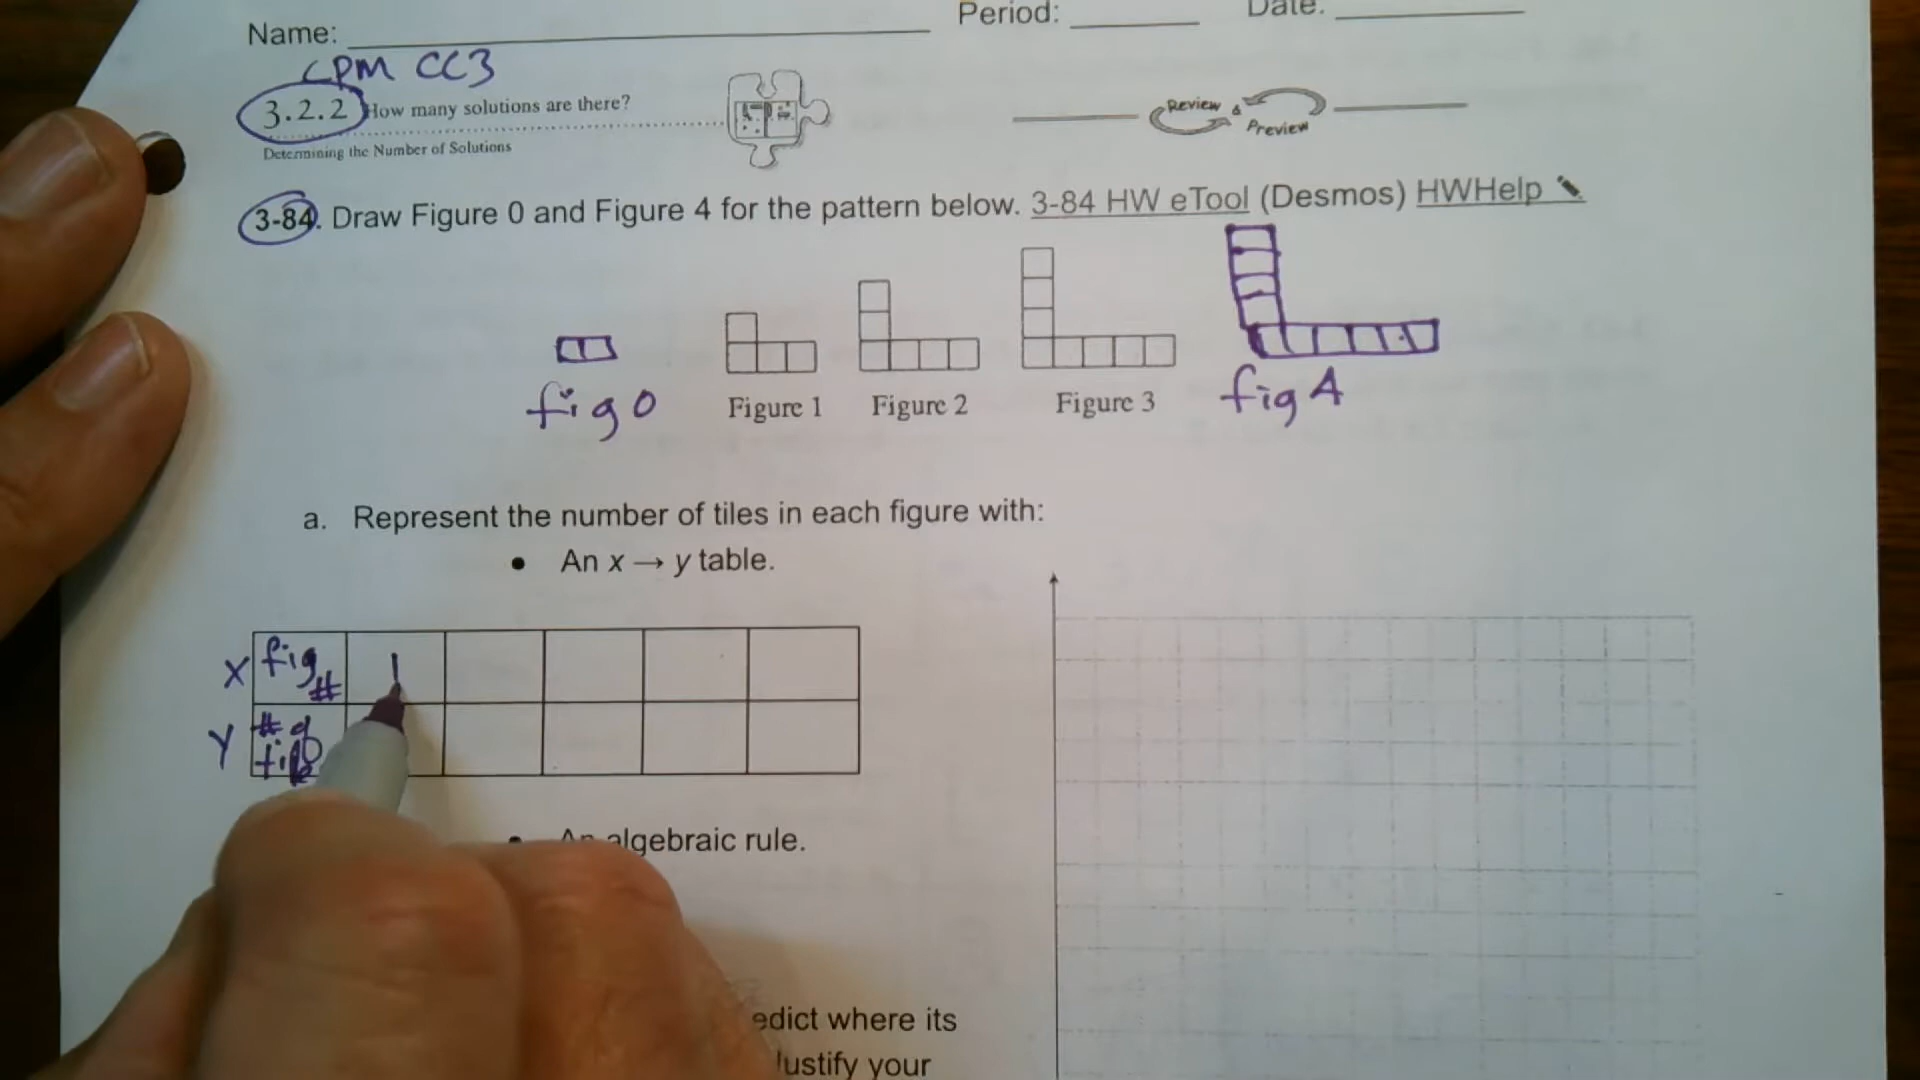 Name: Period: Date:
CPM CC3
3.2.2 How many solutions are there?
Determining the Number of Solutions
Review & Preview
3-84. Draw Figure 0 and Figure 4 for the pattern below. 3-84 HW eTool (Desmos) HWHelp
fig 0 Figure 1 Figure 2 Figure 3 fig 4
a. Represent the number of tiles in each figure with:
• An x → y table.
x fig # 1
y # of
• An algebraic rule.
edict where its
Justify your